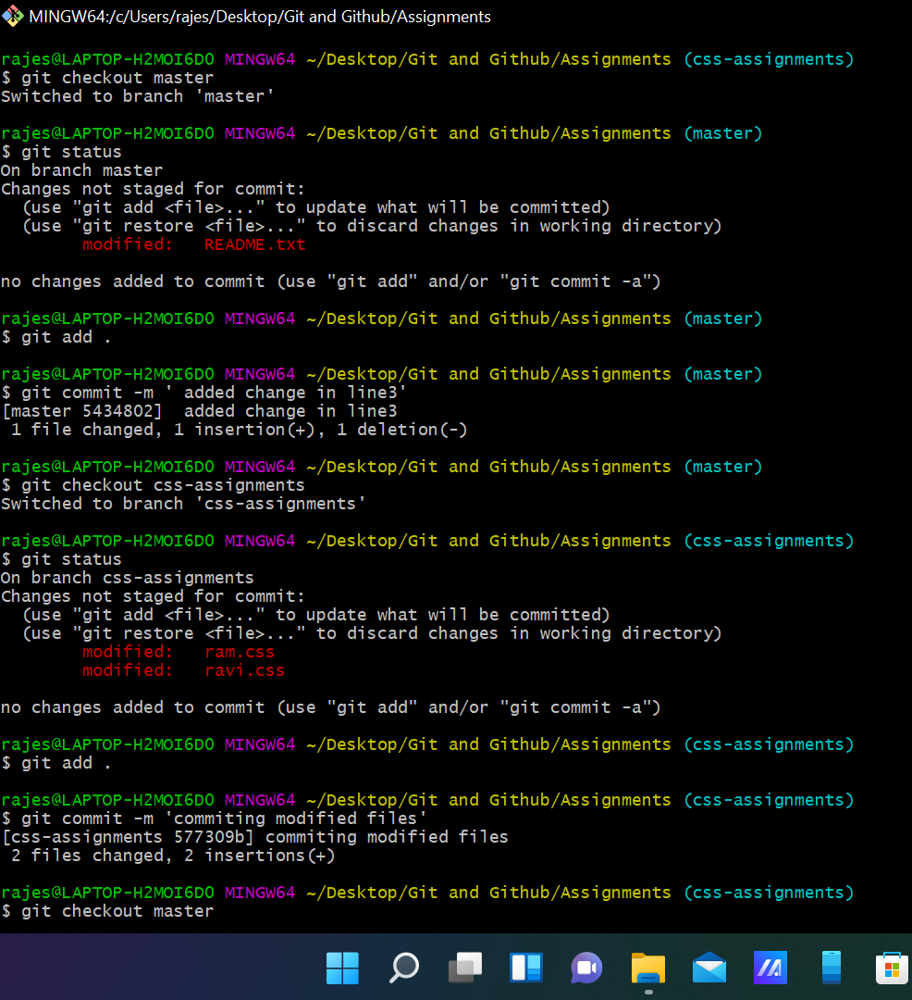 MINGW64:/c/Users/rajes/Desktop/Git and Github/Assignments
rajes@LAPTOP-H2MOI6DO MINGW64 ~/Desktop/Git and Github/Assignments (css-assignments)
$ git checkout master
Switched to branch 'master'
rajes@LAPTOP-H2MOI6DO MINGW64 ~/Desktop/Git and Github/Assignments (master)
$ git status
On branch master
Changes not staged for commit:
  (use "git add <file>..." to update what will be committed)
  (use "git restore <file>..." to discard changes in working directory)
        modified:   README.txt
no changes added to commit (use "git add" and/or "git commit -a")
rajes@LAPTOP-H2MOI6DO MINGW64 ~/Desktop/Git and Github/Assignments (master)
$ git add .
rajes@LAPTOP-H2MOI6DO MINGW64 ~/Desktop/Git and Github/Assignments (master)
$ git commit -m ' added change in line3'
[master 5434802]  added change in line3
 1 file changed, 1 insertion(+), 1 deletion(-)
rajes@LAPTOP-H2MOI6DO MINGW64 ~/Desktop/Git and Github/Assignments (master)
$ git checkout css-assignments
Switched to branch 'css-assignments'
rajes@LAPTOP-H2MOI6DO MINGW64 ~/Desktop/Git and Github/Assignments (css-assignments)
$ git status
On branch css-assignments
Changes not staged for commit:
  (use "git add <file>..." to update what will be committed)
  (use "git restore <file>..." to discard changes in working directory)
        modified:   ram.css
        modified:   ravi.css
no changes added to commit (use "git add" and/or "git commit -a")
rajes@LAPTOP-H2MOI6DO MINGW64 ~/Desktop/Git and Github/Assignments (css-assignments)
$ git add .
rajes@LAPTOP-H2MOI6DO MINGW64 ~/Desktop/Git and Github/Assignments (css-assignments)
$ git commit -m 'commiting modified files'
[css-assignments 577309b] commiting modified files
 2 files changed, 2 insertions(+)
rajes@LAPTOP-H2MOI6DO MINGW64 ~/Desktop/Git and Github/Assignments (css-assignments)
$ git checkout master